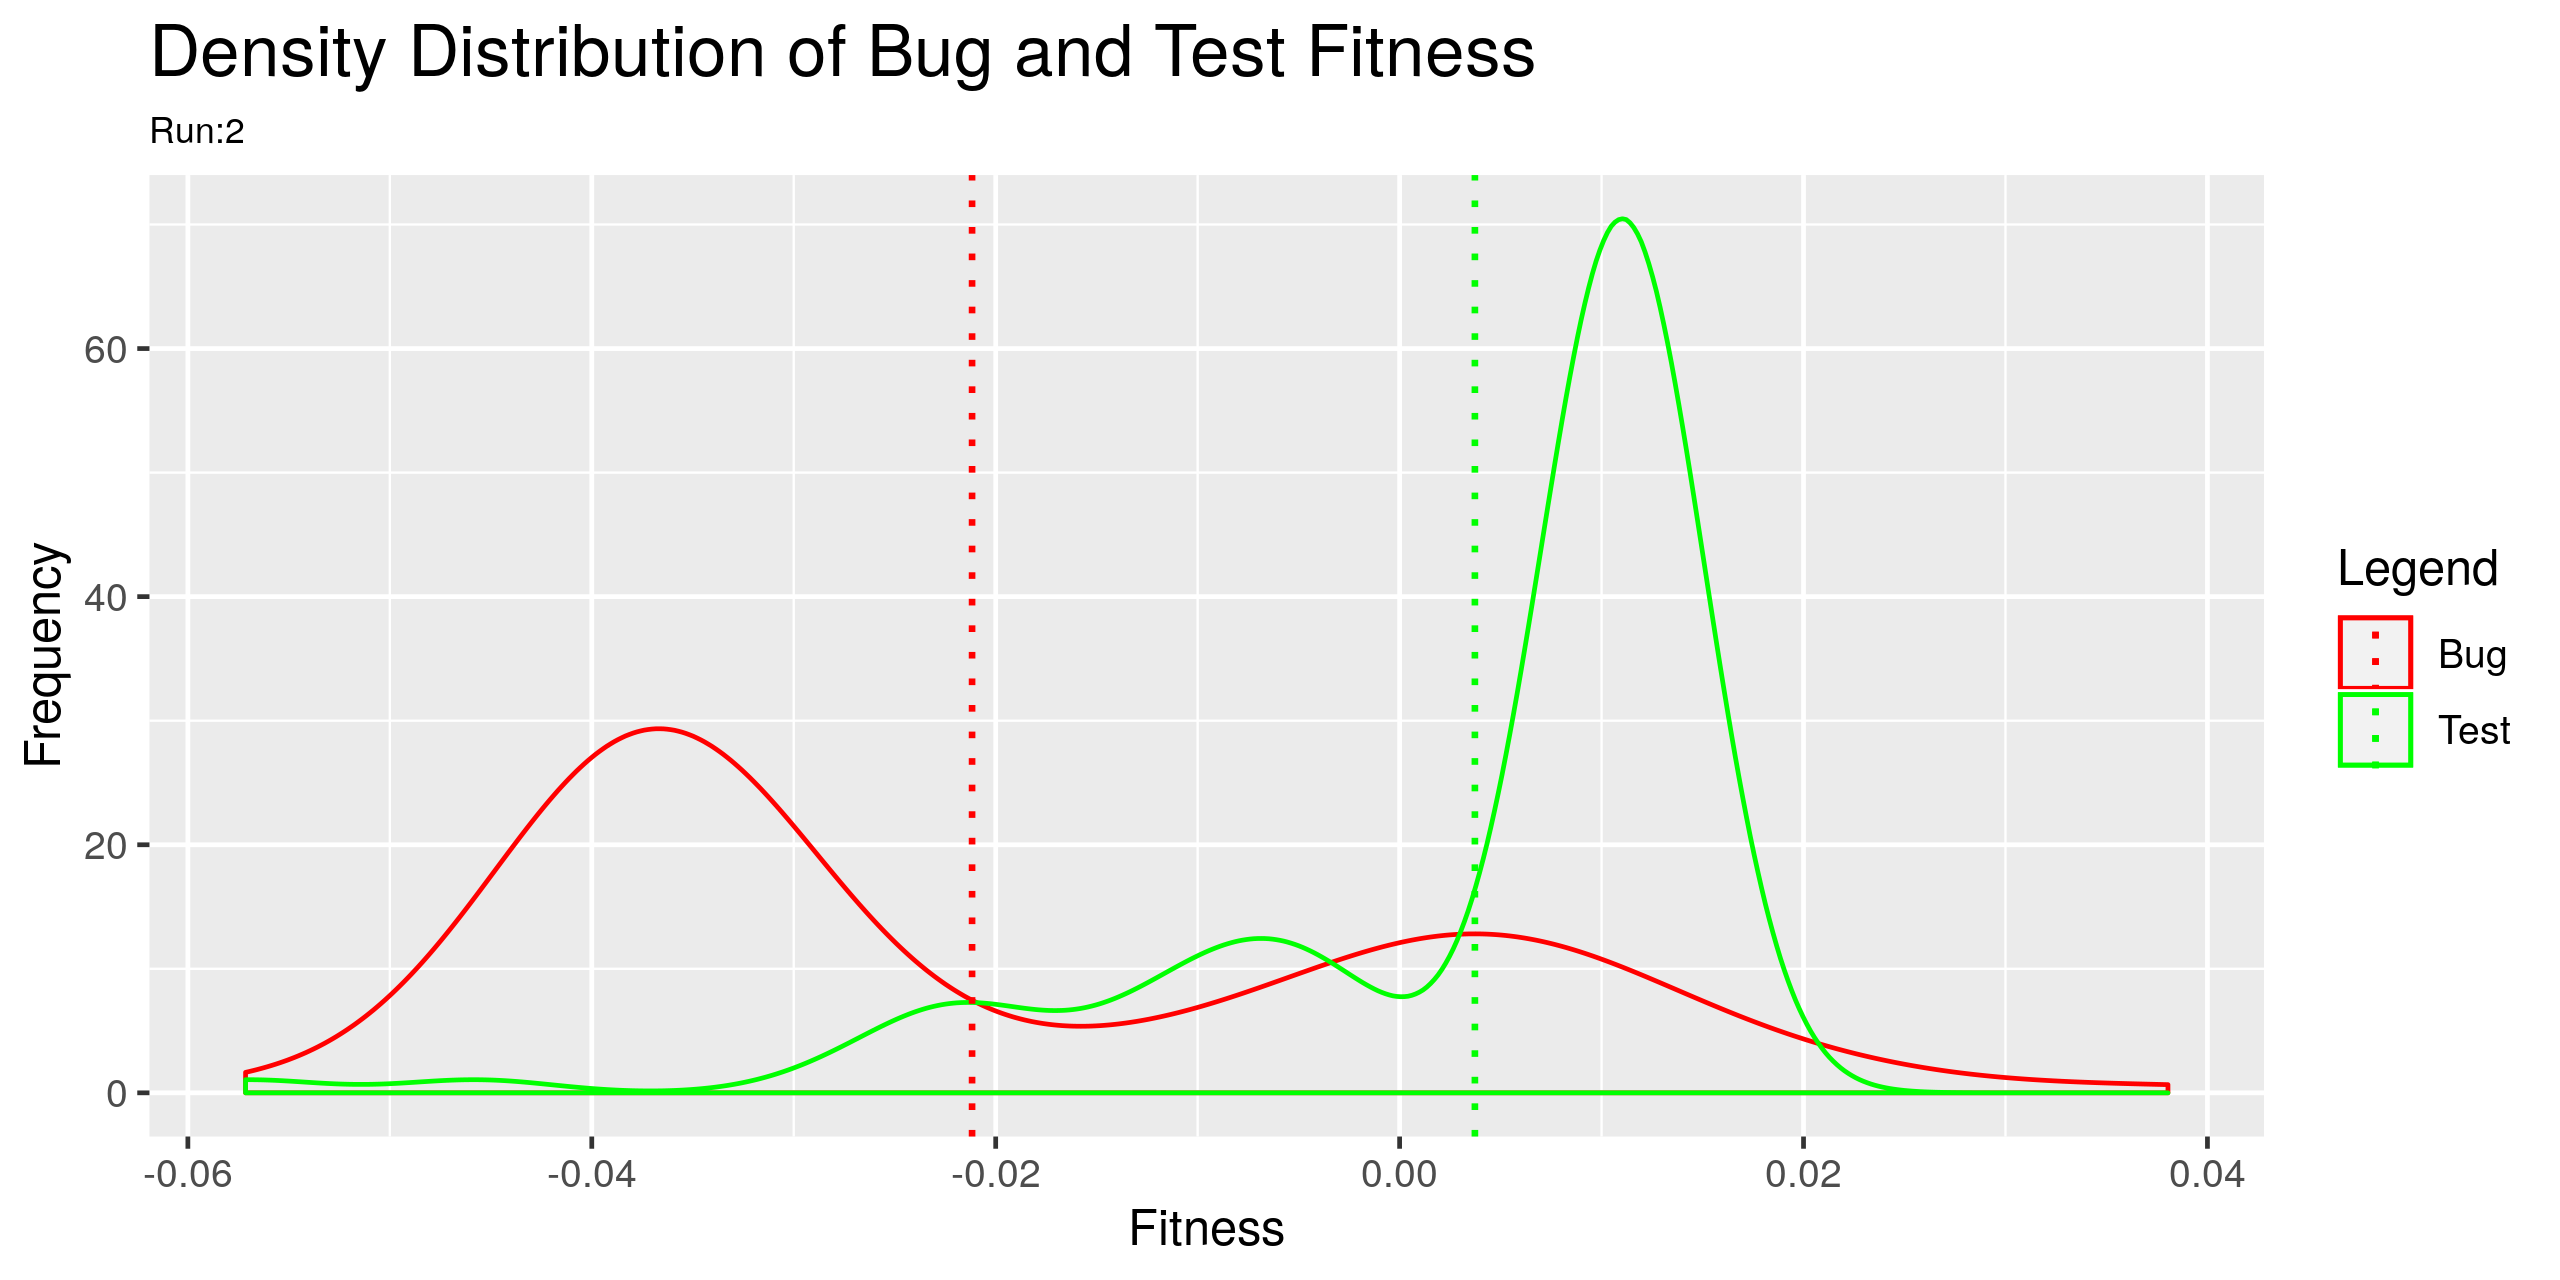 Density Distribution of Bug and Test Fitness
Run:2
Frequency
60
40
20
0
-0.06 -0.04 -0.02 0.00 0.02 0.04
Fitness
Legend
Bug
Test